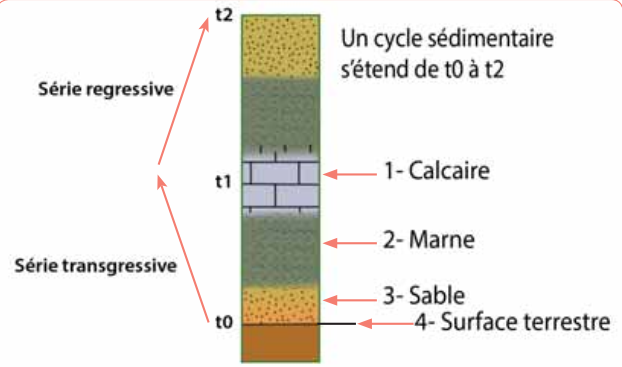 t2
Un cycle sédimentaire
s'étend de t0 à t2
Série regressive
t1
1- Calcaire
2- Marne
Série transgressive
3- Sable
t0
4- Surface terrestre